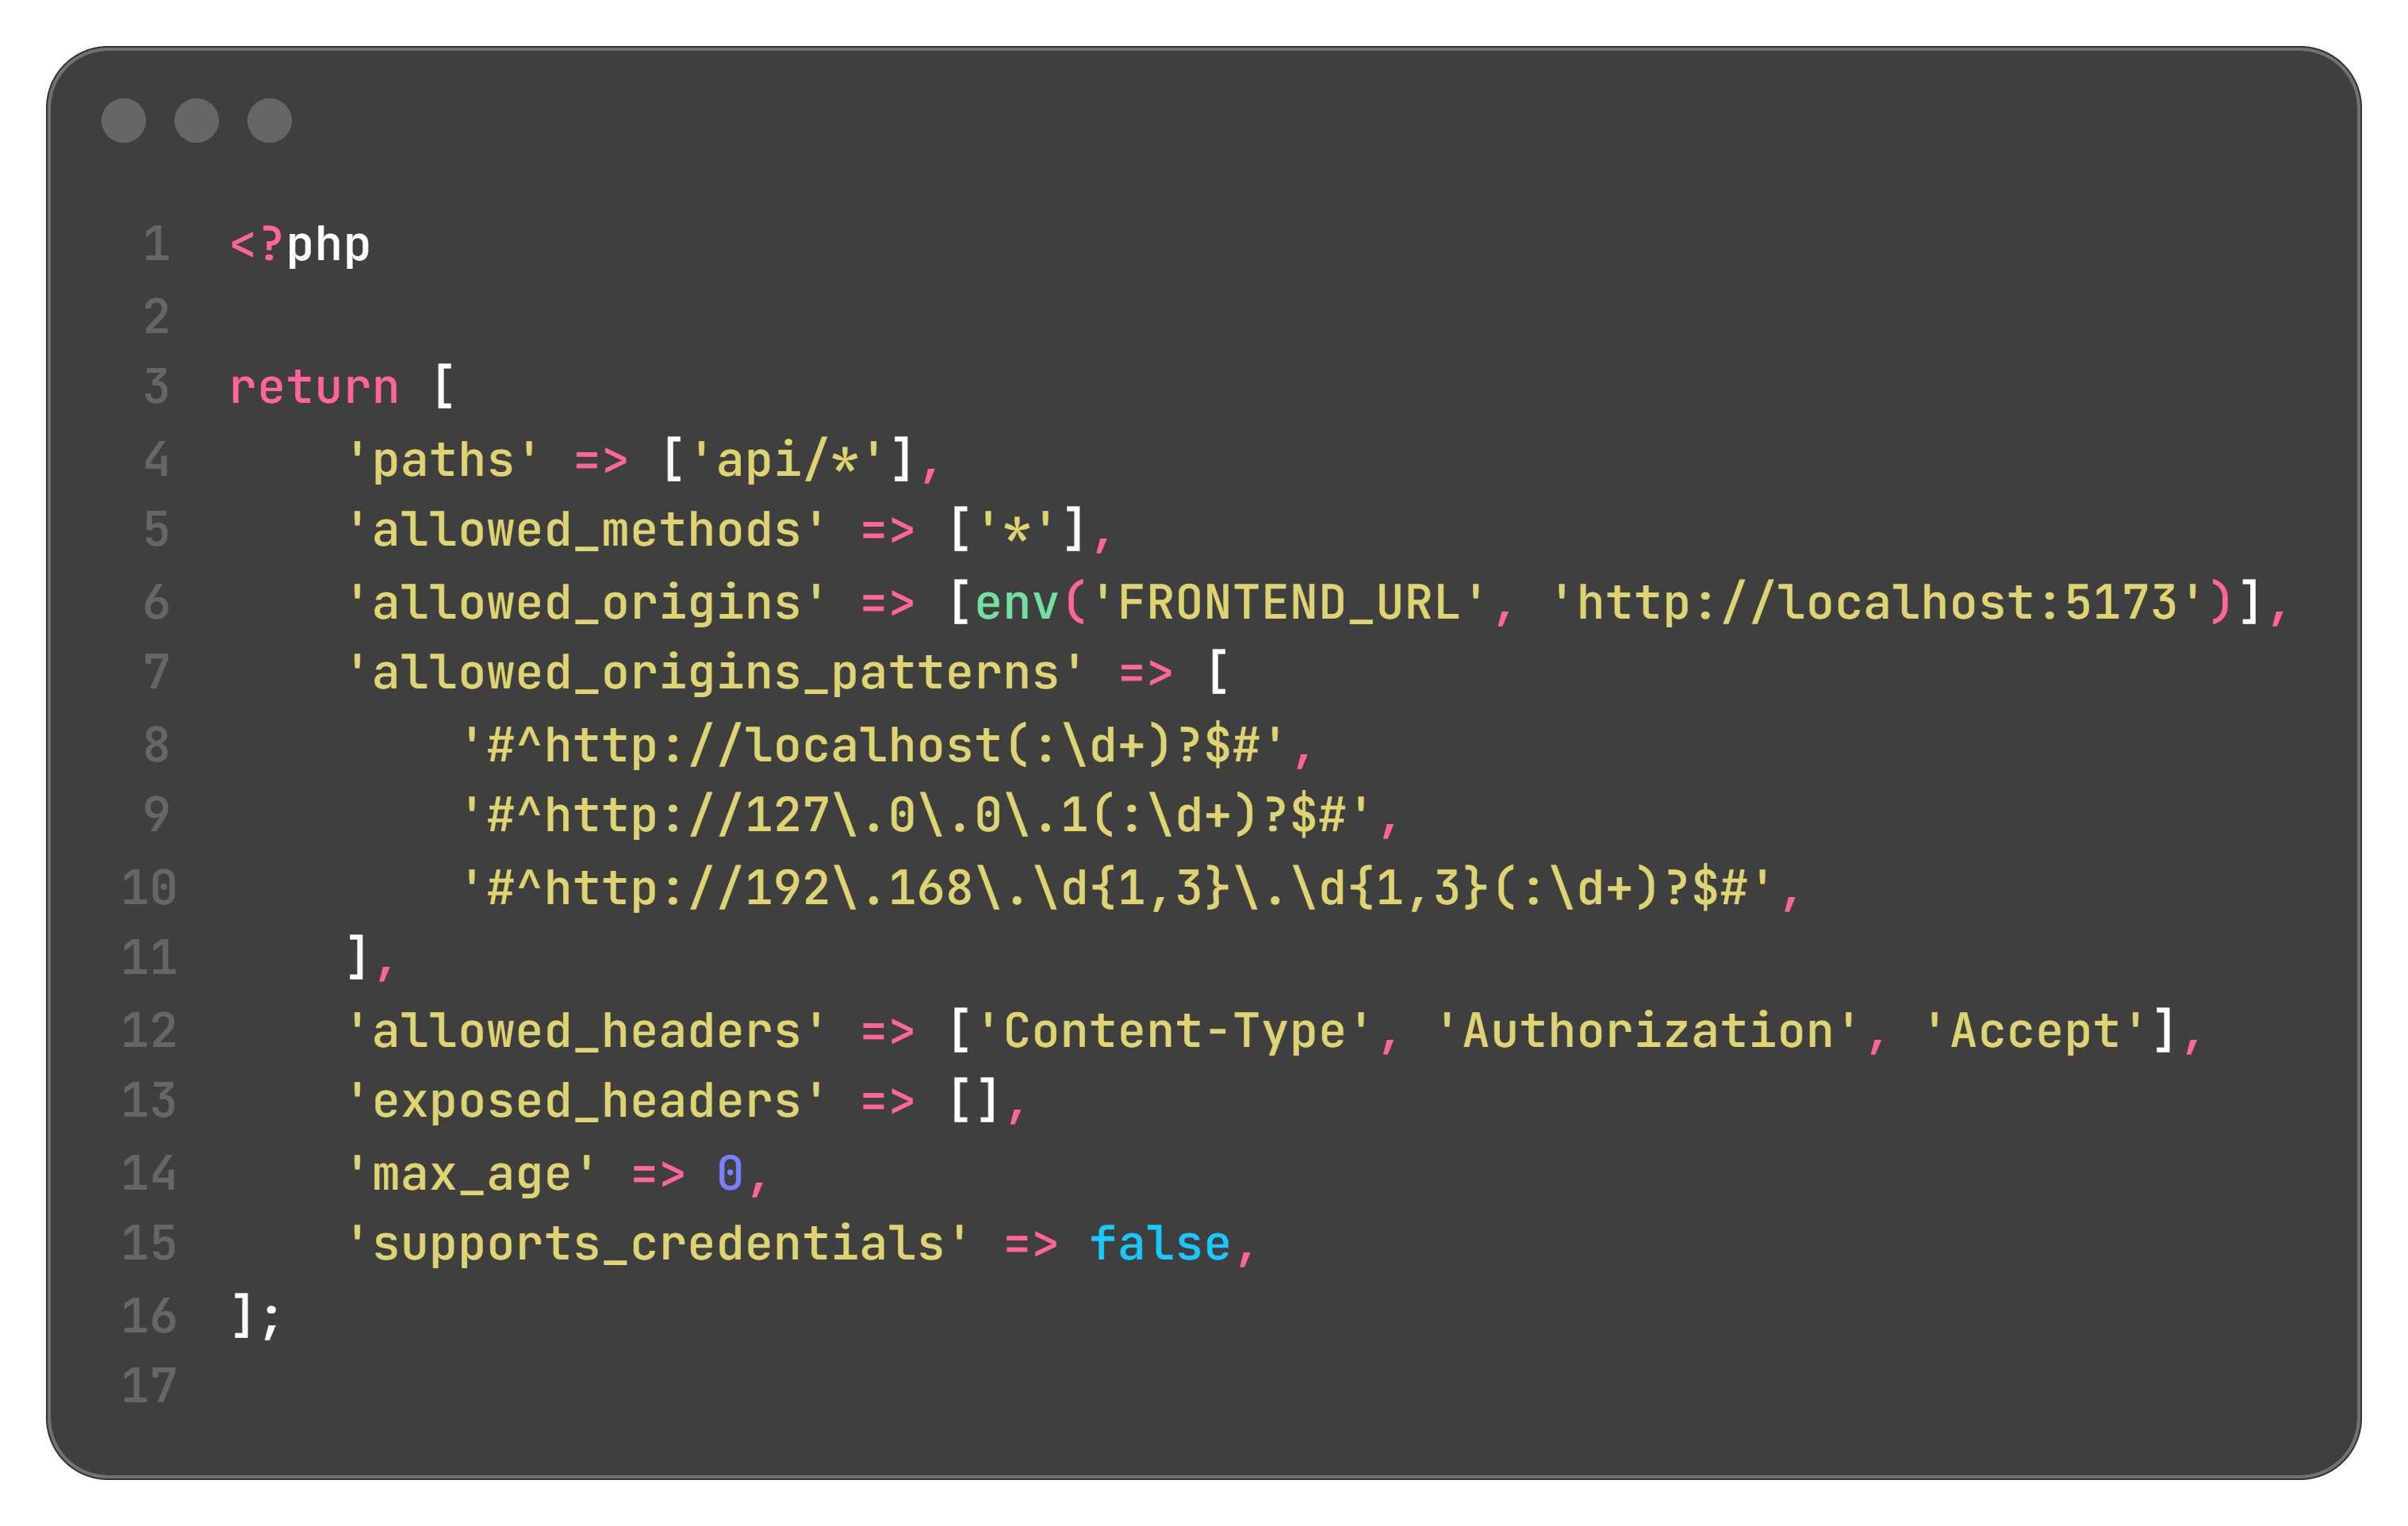 1 <?php
2
3 return [
4     'paths' => ['api/*'],
5     'allowed_methods' => ['*'],
6     'allowed_origins' => [env('FRONTEND_URL', 'http://localhost:5173')],
7     'allowed_origins_patterns' => [
8         '#^http://localhost(:\d+)?$#',
9         '#^http://127\.0\.0\.1(:\d+)?$#',
10         '#^http://192\.168\.\d{1,3}\.\d{1,3}(:\d+)?$#',
11     ],
12     'allowed_headers' => ['Content-Type', 'Authorization', 'Accept'],
13     'exposed_headers' => [],
14     'max_age' => 0,
15     'supports_credentials' => false,
16 ];
17